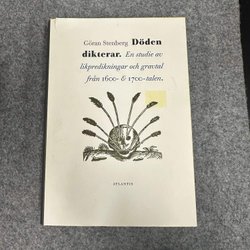 Göran Stenberg Döden
dikterar. En studie av
likpredikningar och gravtal
från 1600- & 1700-talen.
ATLANTIS